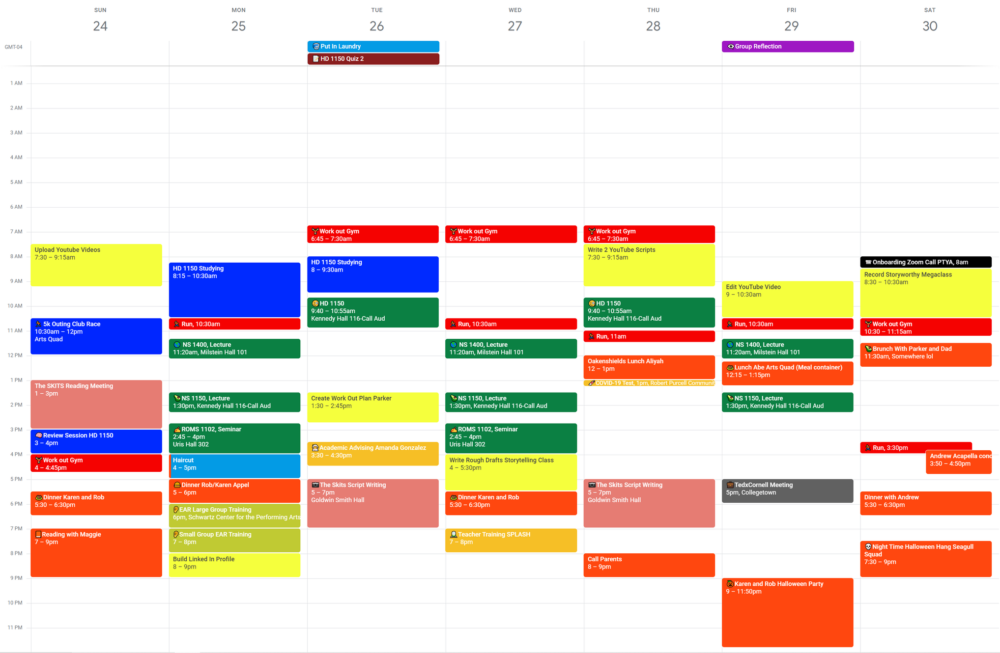 SUN
24
MON
25
TUE
26
WED
27
THU
28
FRI
29
SAT
30
GMT-04
Put In Laundry
HD 1150 Quiz 2
Group Reflection
1 AM
2 AM
3 AM
4 AM
5 AM
6 AM
7 AM
8 AM
9 AM
10 AM
11 AM
12 PM
1 PM
2 PM
3 PM
4 PM
5 PM
6 PM
7 PM
8 PM
9 PM
10 PM
11 PM
Upload Youtube Videos
7:30 – 9:15am
5k Outing Club Race
10:30am – 12pm
Arts Quad
The SKITS Reading Meeting
1 – 3pm
Review Session HD 1150
3 – 4pm
Work out Gym
4 – 4:45pm
Dinner Karen and Rob
5:30 – 6:30pm
Reading with Maggie
7 – 9pm
HD 1150 Studying
8:15 – 10:30am
Run, 10:30am
NS 1400, Lecture
11:20am, Milstein Hall 101
NS 1150, Lecture
1:30pm, Kennedy Hall 116-Call Aud
ROMS 1102, Seminar
2:45 – 4pm
Uris Hall 302
Haircut
4 – 5pm
Dinner Rob/Karen Appel
5 – 6pm
EAR Large Group Training
6pm, Schwartz Center for the Performing Arts
Small Group EAR Training
7 – 8pm
Build Linked In Profile
8 – 9pm
Work out Gym
6:45 – 7:30am
HD 1150 Studying
8 – 9:30am
HD 1150
9:40 – 10:55am
Kennedy Hall 116-Call Aud
Create Work Out Plan Parker
1:30 – 2:45pm
Academic Advising Amanda Gonzalez
3:30 – 4:30pm
The Skits Script Writing
5 – 7pm
Goldwin Smith Hall
Work out Gym
6:45 – 7:30am
Run, 10:30am
NS 1400, Lecture
11:20am, Milstein Hall 101
NS 1150, Lecture
1:30pm, Kennedy Hall 116-Call Aud
ROMS 1102, Seminar
2:45 – 4pm
Uris Hall 302
Write Rough Drafts Storytelling Class
4 – 5:30pm
Dinner Karen and Rob
5:30 – 6:30pm
Teacher Training SPLASH
7 – 8pm
Work out Gym
6:45 – 7:30am
Write 2 YouTube Scripts
7:30 – 9:15am
HD 1150
9:40 – 10:55am
Kennedy Hall 116-Call Aud
Run, 11am
Oakenshields Lunch Aliyah
12 – 1pm
COVID-19 Test, 1pm, Robert Purcell Communit
The Skits Script Writing
5 – 7pm
Goldwin Smith Hall
Call Parents
8 – 9pm
Edit YouTube Video
9 – 10:30am
Run, 10:30am
NS 1400, Lecture
11:20am, Milstein Hall 101
Lunch Abe Arts Quad (Meal container)
12:15 – 1:15pm
NS 1150, Lecture
1:30pm, Kennedy Hall 116-Call Aud
TedxCornell Meeting
5pm, Collegetown
Karen and Rob Halloween Party
9 – 11:50pm
Onboarding Zoom Call PTYA, 8am
Record Storyworthy Megaclass
8:30 – 10:30am
Work out Gym
10:30 – 11:15am
Brunch With Parker and Dad
11:30am, Somewhere lol
Run, 3:30pm
Andrew Acapella conc
3:50 – 4:50pm
Dinner with Andrew
5:30 – 6:30pm
Night Time Halloween Hang Seagull
Squad
7:30 – 9pm